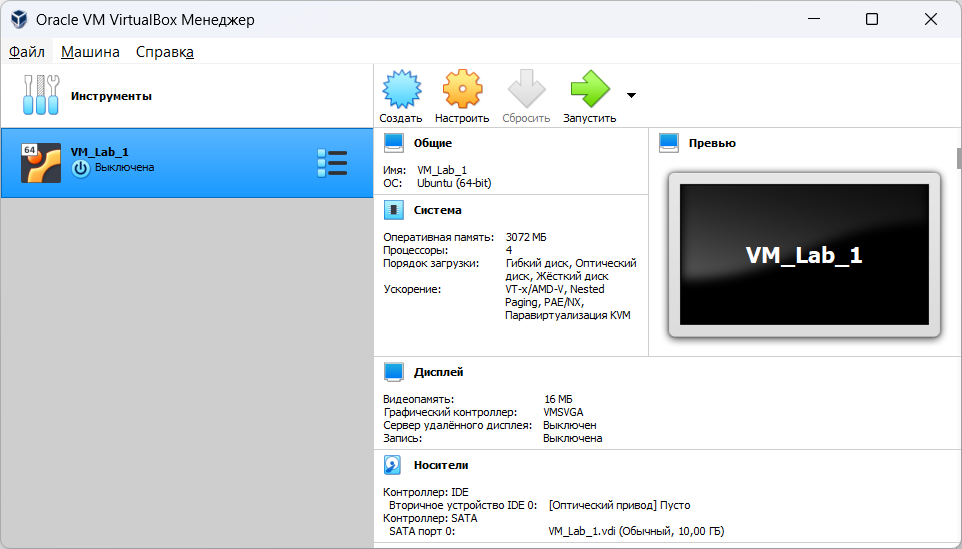 Oracle VM VirtualBox Менеджер
Файл Машина Справка
Инструменты
64
VM_Lab_1
Выключена
Создать Настроить Сбросить Запустить
Общие
Имя: VM_Lab_1
ОС: Ubuntu (64-bit)
Система
Оперативная память: 3072 МБ
Процессоры: 4
Порядок загрузки: Гибкий диск, Оптический
диск, Жёсткий диск
Ускорение: VT-x/AMD-V, Nested
Paging, PAE/NX,
Паравиртуализация KVM
Превью
VM_Lab_1
Дисплей
Видеопамять: 16 МБ
Графический контроллер: VMSVGA
Сервер удалённого дисплея: Выключен
Запись: Выключена
Носители
Контроллер: IDE
Вторичное устройство IDE 0: [Оптический привод] Пусто
Контроллер: SATA
SATA порт 0: VM_Lab_1.vdi (Обычный, 10,00 ГБ)